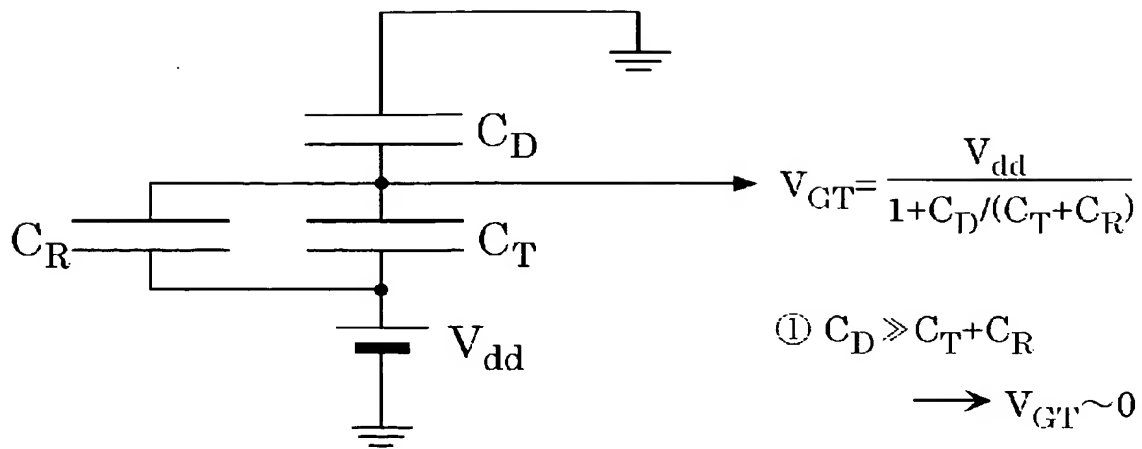 C_D
C_R
C_T
V_dd
V_GT=V_dd/1+C_D/(C_T+C_R)
① C_D≫C_T+C_R
→ V_GT~0